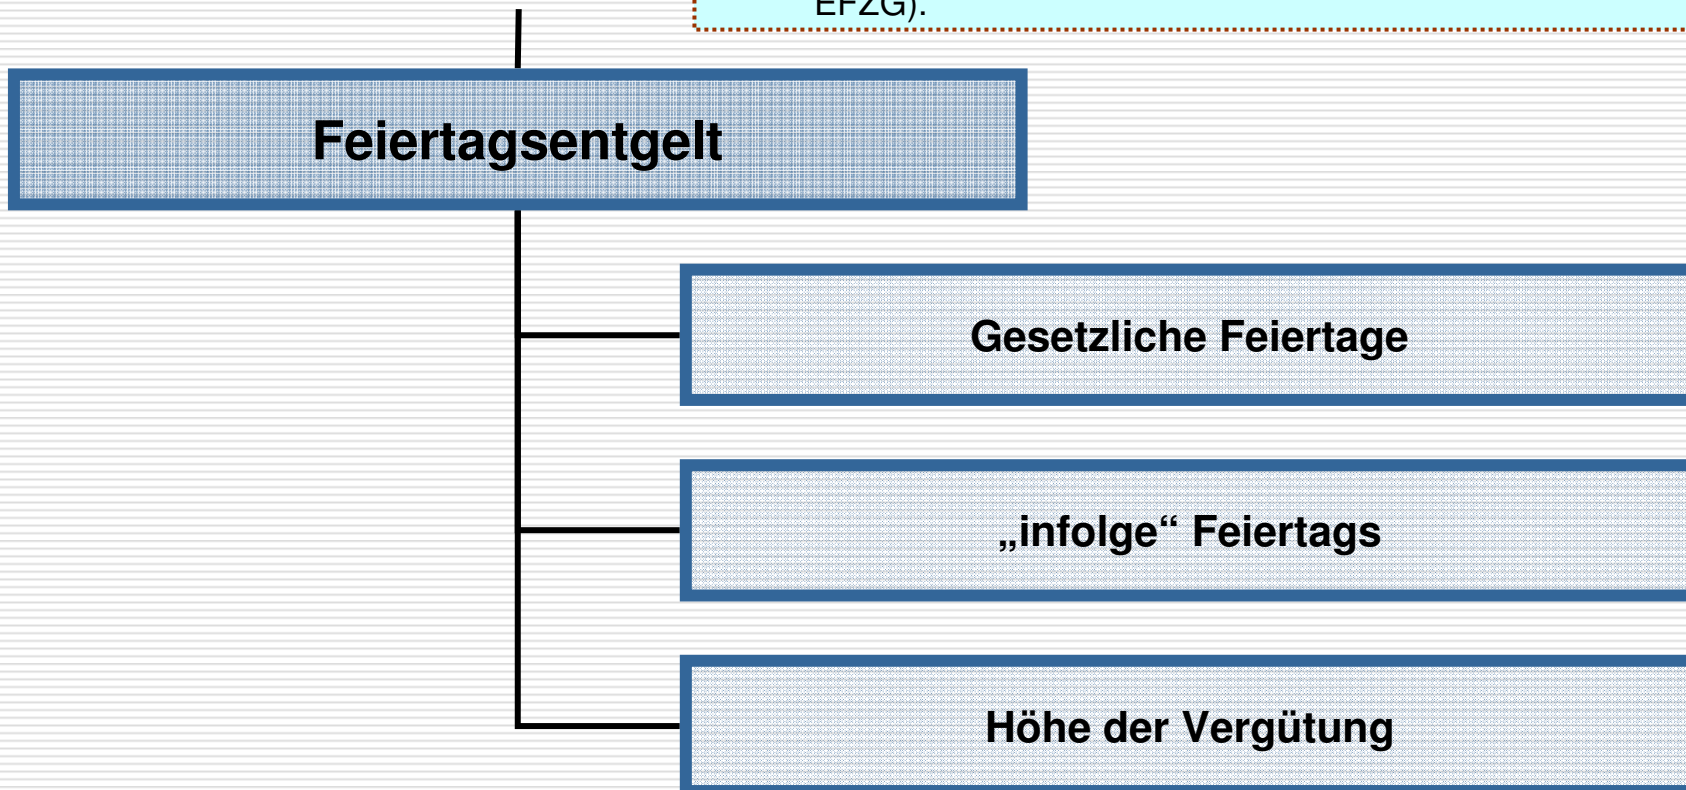 EFZG).
Feiertagsentgelt
Gesetzliche Feiertage
„infolge“ Feiertags
Höhe der Vergütung